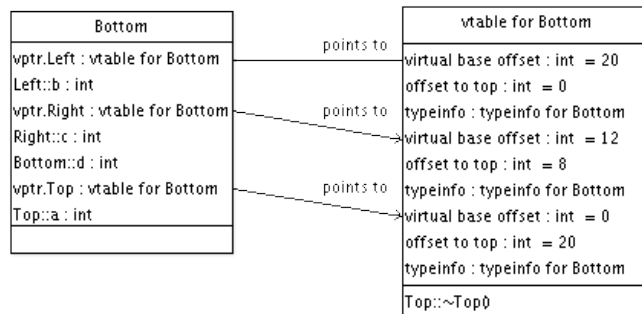 Bottom
vptr.Left : vtable for Bottom
Left::b : int
vptr.Right : vtable for Bottom
Right::c : int
Bottom::d : int
vptr.Top : vtable for Bottom
Top::a : int
points to
points to
points to
vtable for Bottom
virtual base offset : int = 20
offset to top : int = 0
typeinfo : typeinfo for Bottom
virtual base offset : int = 12
offset to top : int = 8
typeinfo : typeinfo for Bottom
virtual base offset : int = 0
offset to top : int = 20
typeinfo : typeinfo for Bottom
Top::~Top()